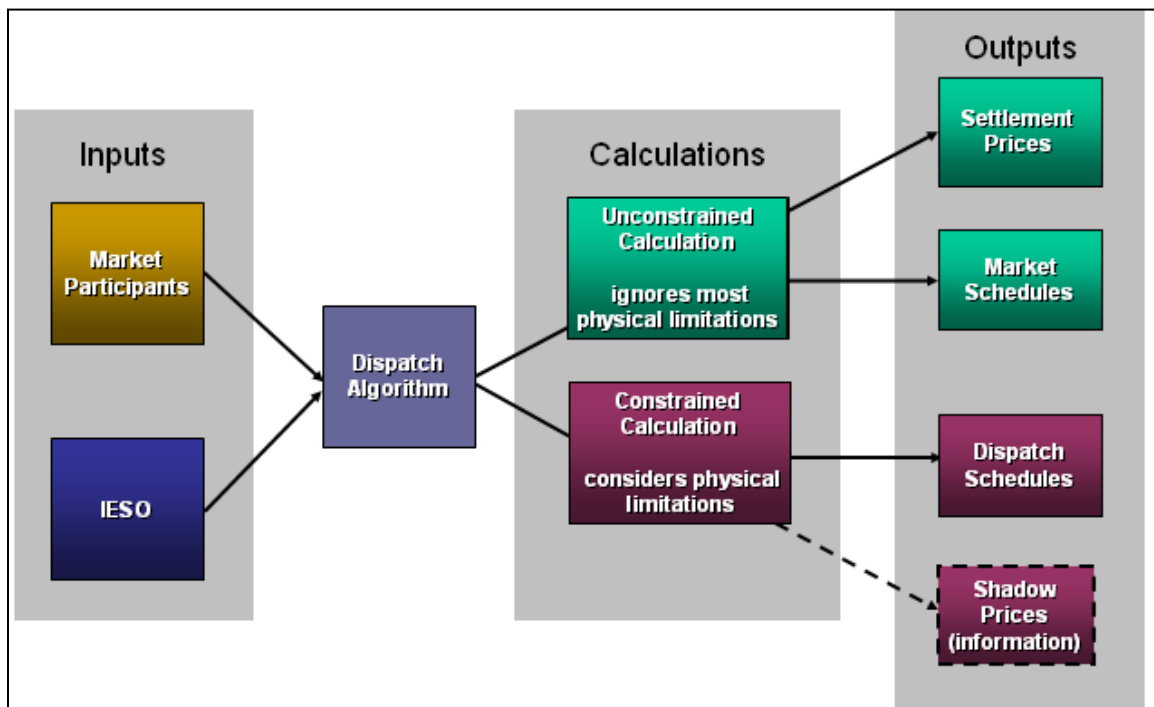 Inputs
Market
Participants
IESO
Dispatch
Algorithm
Calculations
Unconstrained
Calculation
ignores most
physical limitations
Constrained
Calculation
considers physical
limitations
Outputs
Settlement
Prices
Market
Schedules
Dispatch
Schedules
Shadow
Prices
(information)